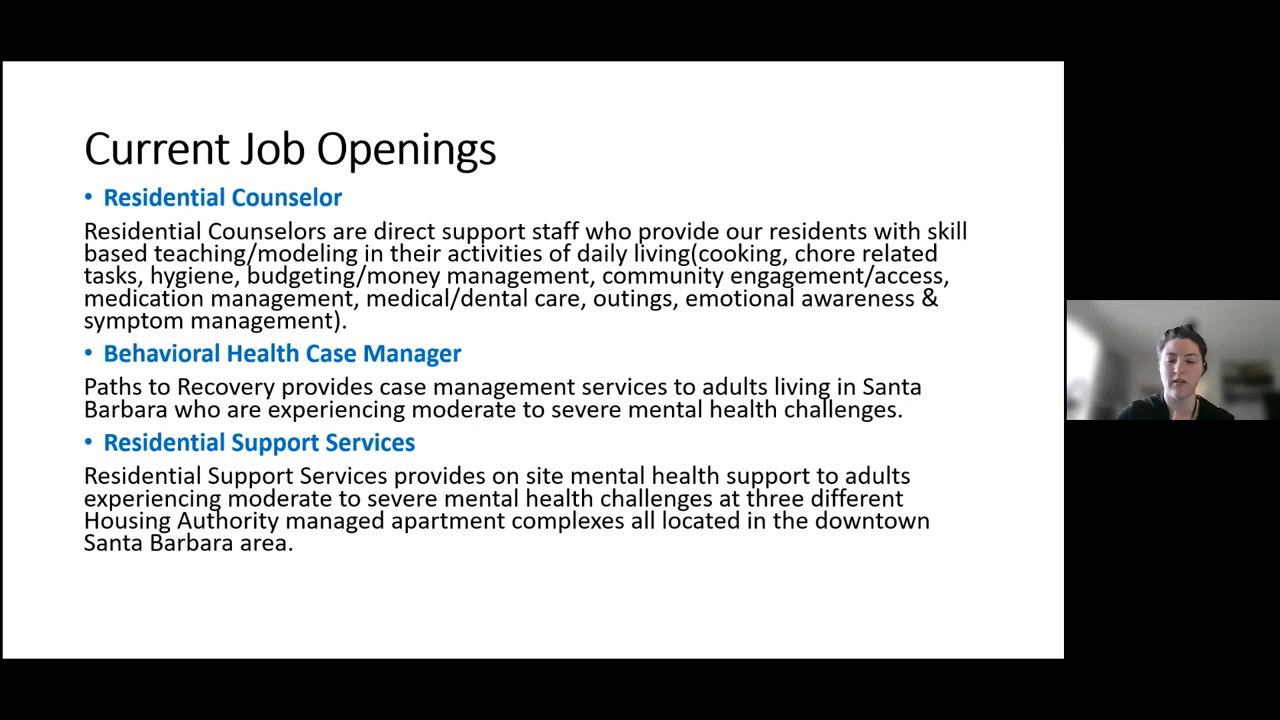 Current Job Openings
• Residential Counselor
Residential Counselors are direct support staff who provide our residents with skill
based teaching/modeling in their activities of daily living(cooking, chore related
tasks, hygiene, budgeting/money management, community engagement/access,
medication management, medical/dental care, outings, emotional awareness &
symptom management).
• Behavioral Health Case Manager
Paths to Recovery provides case management services to adults living in Santa
Barbara who are experiencing moderate to severe mental health challenges.
• Residential Support Services
Residential Support Services provides on site mental health support to adults
experiencing moderate to severe mental health challenges at three different
Housing Authority managed apartment complexes all located in the downtown
Santa Barbara area.